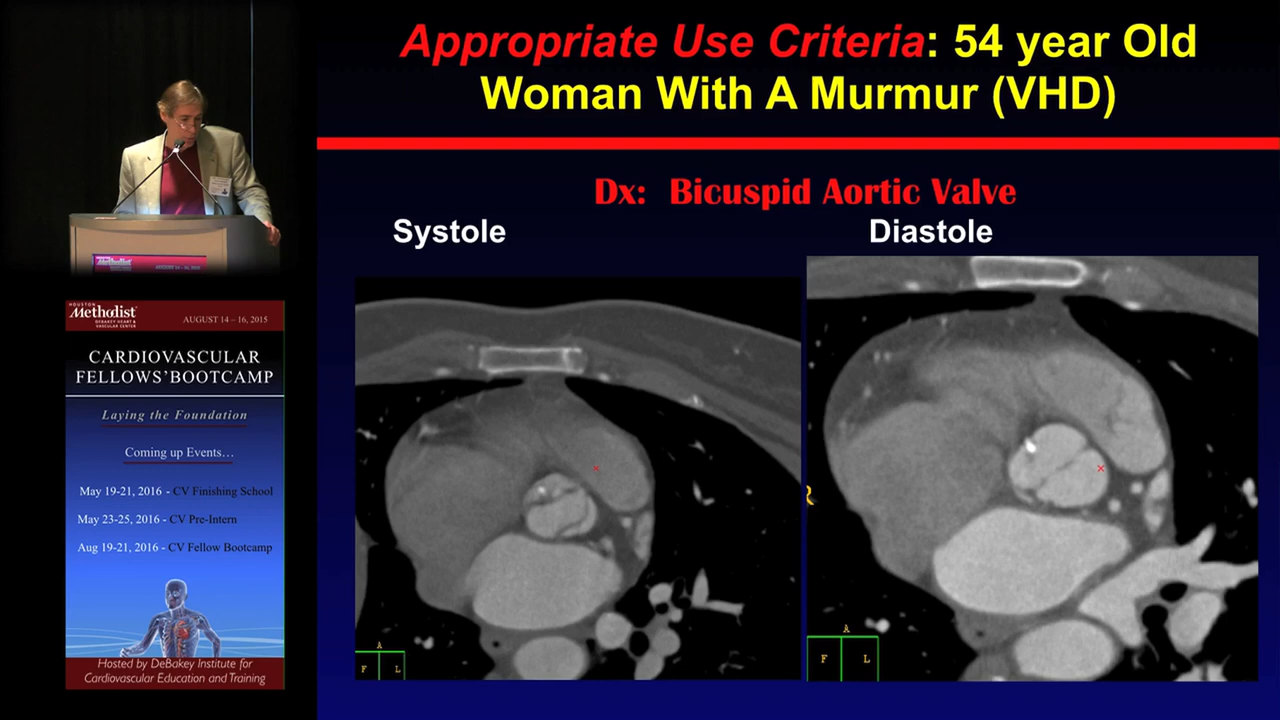 Appropriate Use Criteria: 54 year Old
Woman With A Murmur (VHD)
Dx: Bicuspid Aortic Valve
Systole
Diastole
A
F L
R
A
F L
Methodist
HOUSTON
Methodist
DEBAKEY HEART &
VASCULAR CENTER
AUGUST 14 – 16, 2015
CARDIOVASCULAR
FELLOWS’BOOTCAMP
Laying the Foundation
Coming up Events…
May 19-21, 2016 - CV Finishing School
May 23-25, 2016 - CV Pre-Intern
Aug 19-21, 2016 - CV Fellow Bootcamp
Hosted by DeBakey Institute for
Cardiovascular Education and Training